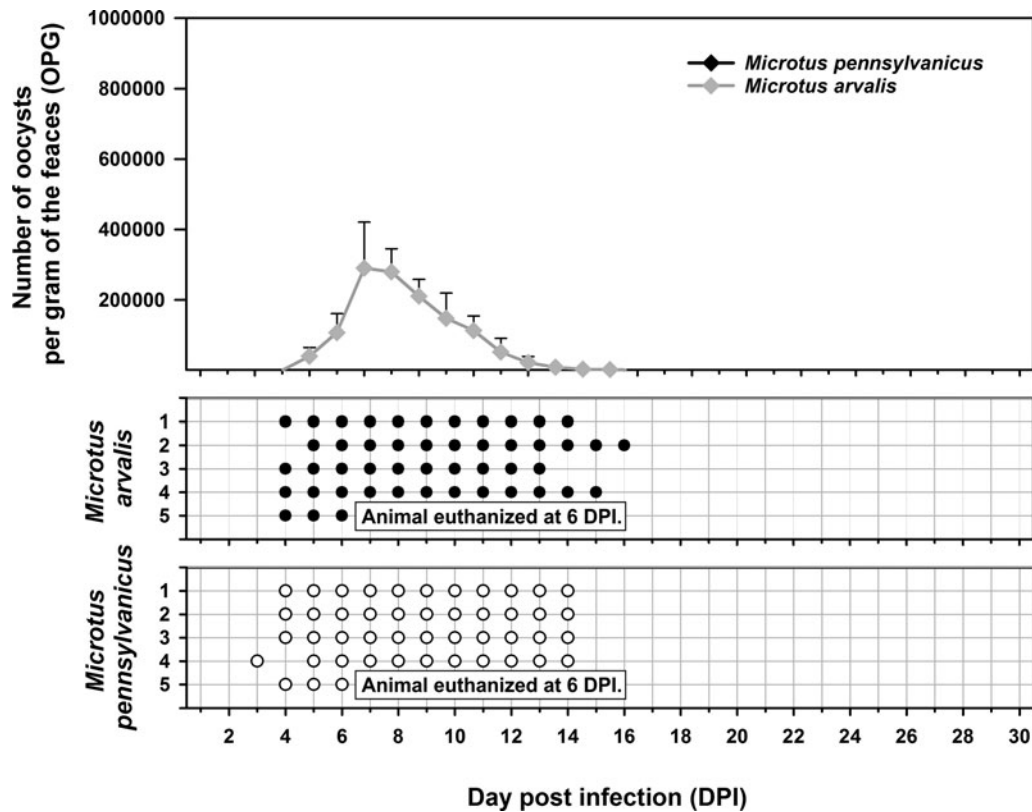 Number of oocysts
per gram of the feaces (OPG)
1000000
800000
600000
400000
200000
Microtus pennsylvanicus
Microtus arvalis
Microtus
arvalis
1
2
3
4
5
Animal euthanized at 6 DPI.
Microtus
pennsylvanicus
1
2
3
4
5
Animal euthanized at 6 DPI.
2 4 6 8 10 12 14 16 18 20 22 24 26 28 30
Day post infection (DPI)